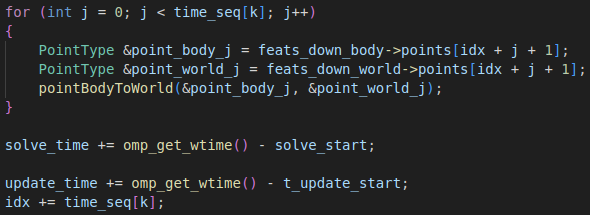 for (int j = 0; j < time_seq[k]; j++)
{
    PointType &point_body_j = feats_down_body->points[idx + j + 1];
    PointType &point_world_j = feats_down_world->points[idx + j + 1];
    pointBodyToWorld(&point_body_j, &point_world_j);
}

solve_time += omp_get_wtime() - solve_start;

update_time += omp_get_wtime() - t_update_start;
idx += time_seq[k];